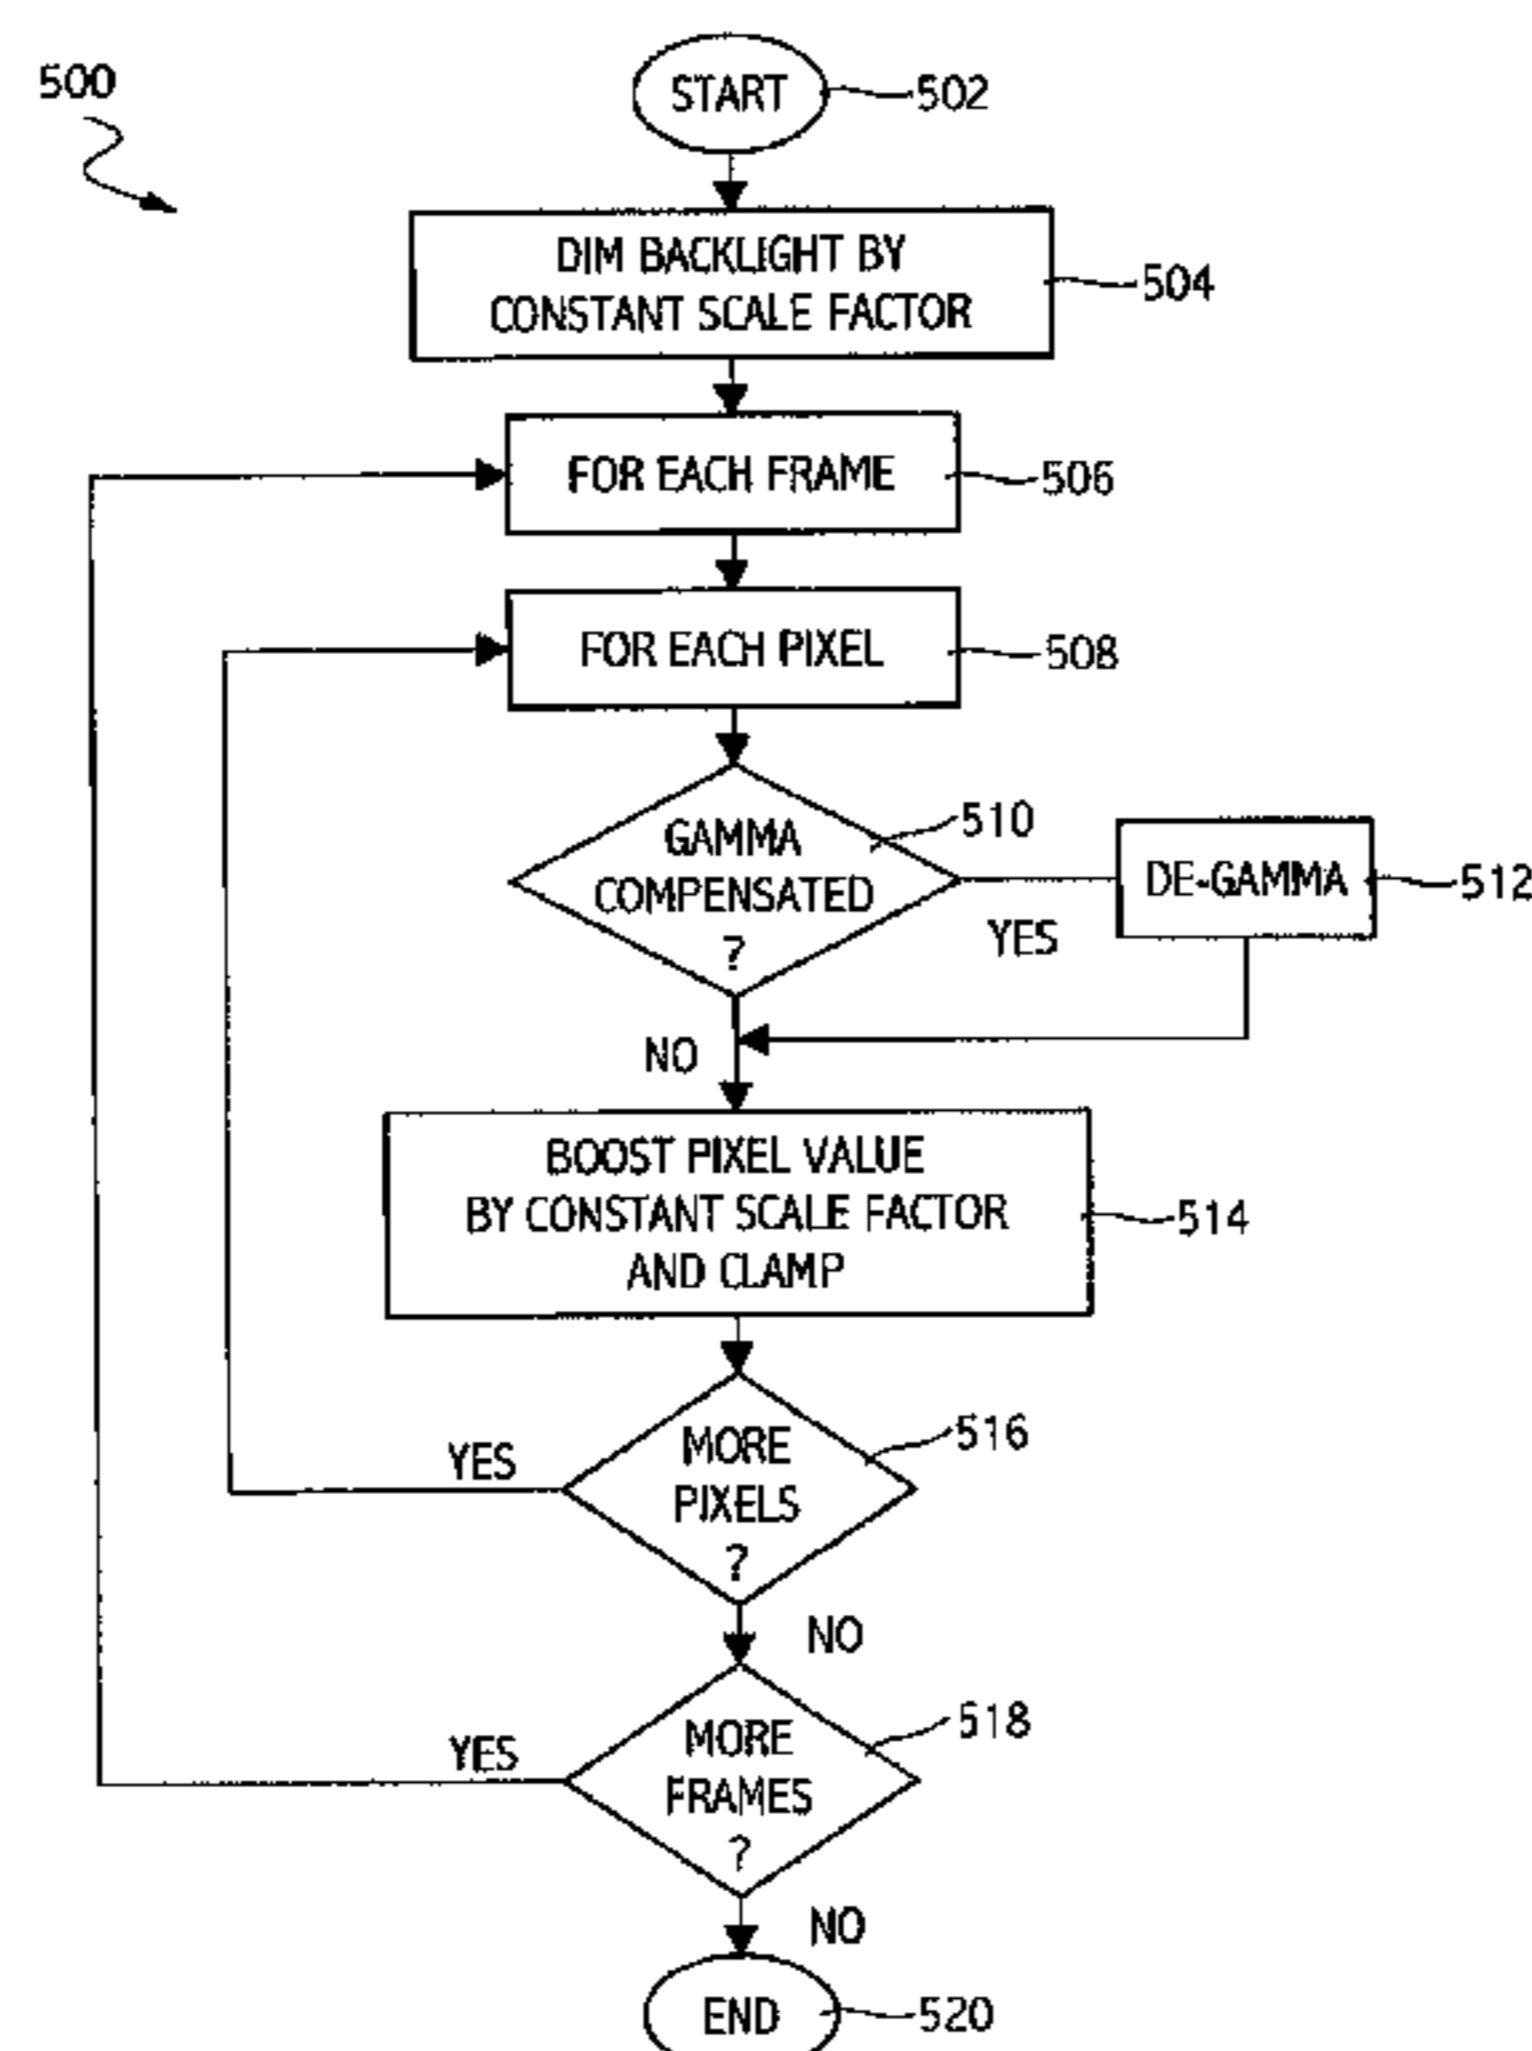 500
START
502
DIM BACKLIGHT BY
CONSTANT SCALE FACTOR
504
FOR EACH FRAME
506
FOR EACH PIXEL
508
GAMMA
COMPENSATED
?
510
YES
DE-GAMMA
512
NO
BOOST PIXEL VALUE
BY CONSTANT SCALE FACTOR
AND CLAMP
514
MORE
PIXELS
?
516
YES
NO
MORE
FRAMES
?
518
YES
NO
END
520